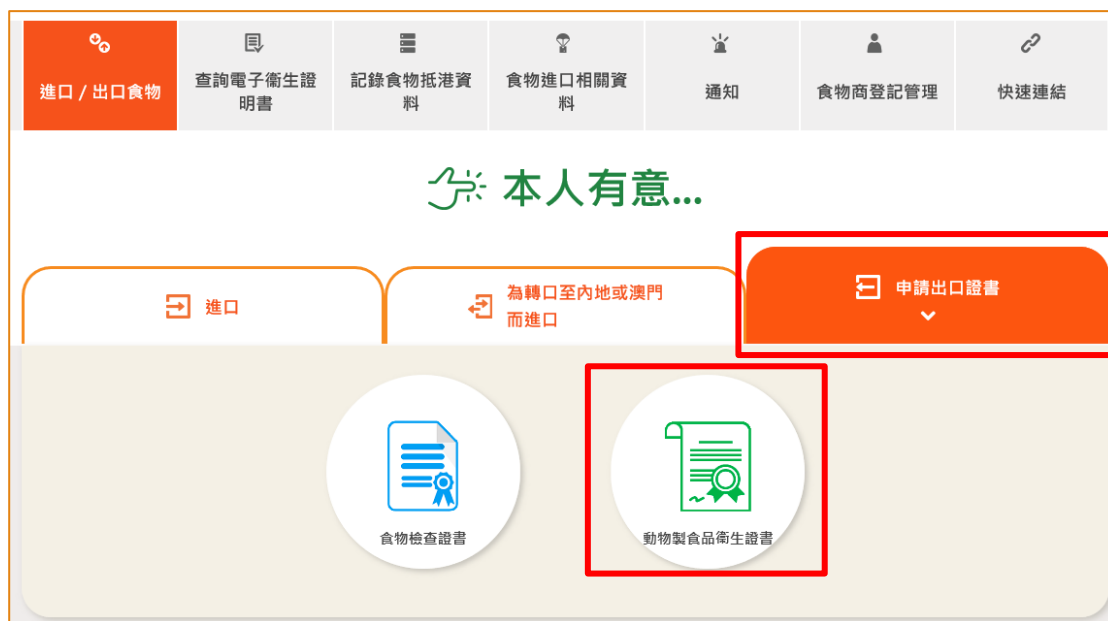 進口 / 出口食物
查詢電子衞生證
明書
記錄食物抵港資
料
食物進口相關資
料
通知
食物商登記管理
快速連結
本人有意...
進口
為轉口至內地或澳門
而進口
申請出口證書
食物檢查證書
動物製食品衞生證書